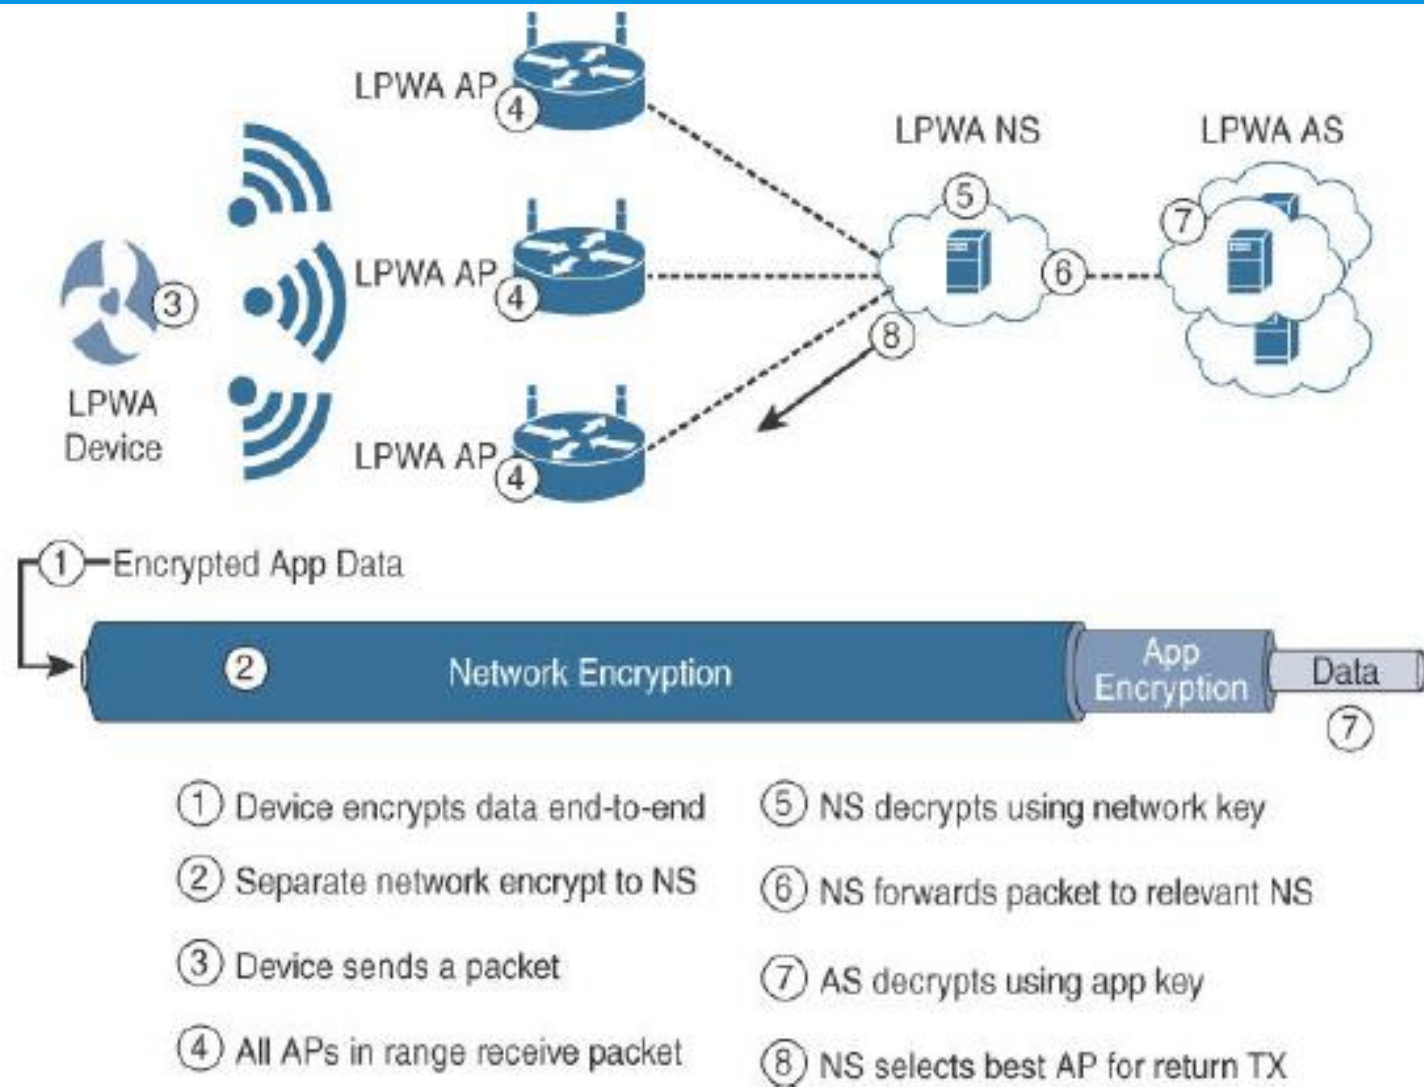 LPWA AP
4
LPWA NS
LPWA AS
5
7
LPWA AP
4
3
6
8
LPWA
Device
LPWA AP
4
1 Encrypted App Data
2
Network Encryption
App
Encryption
Data
7
1 Device encrypts data end-to-end
2 Separate network encrypt to NS
3 Device sends a packet
4 All APs in range receive packet
5 NS decrypts using network key
6 NS forwards packet to relevant NS
7 AS decrypts using app key
8 NS selects best AP for return TX